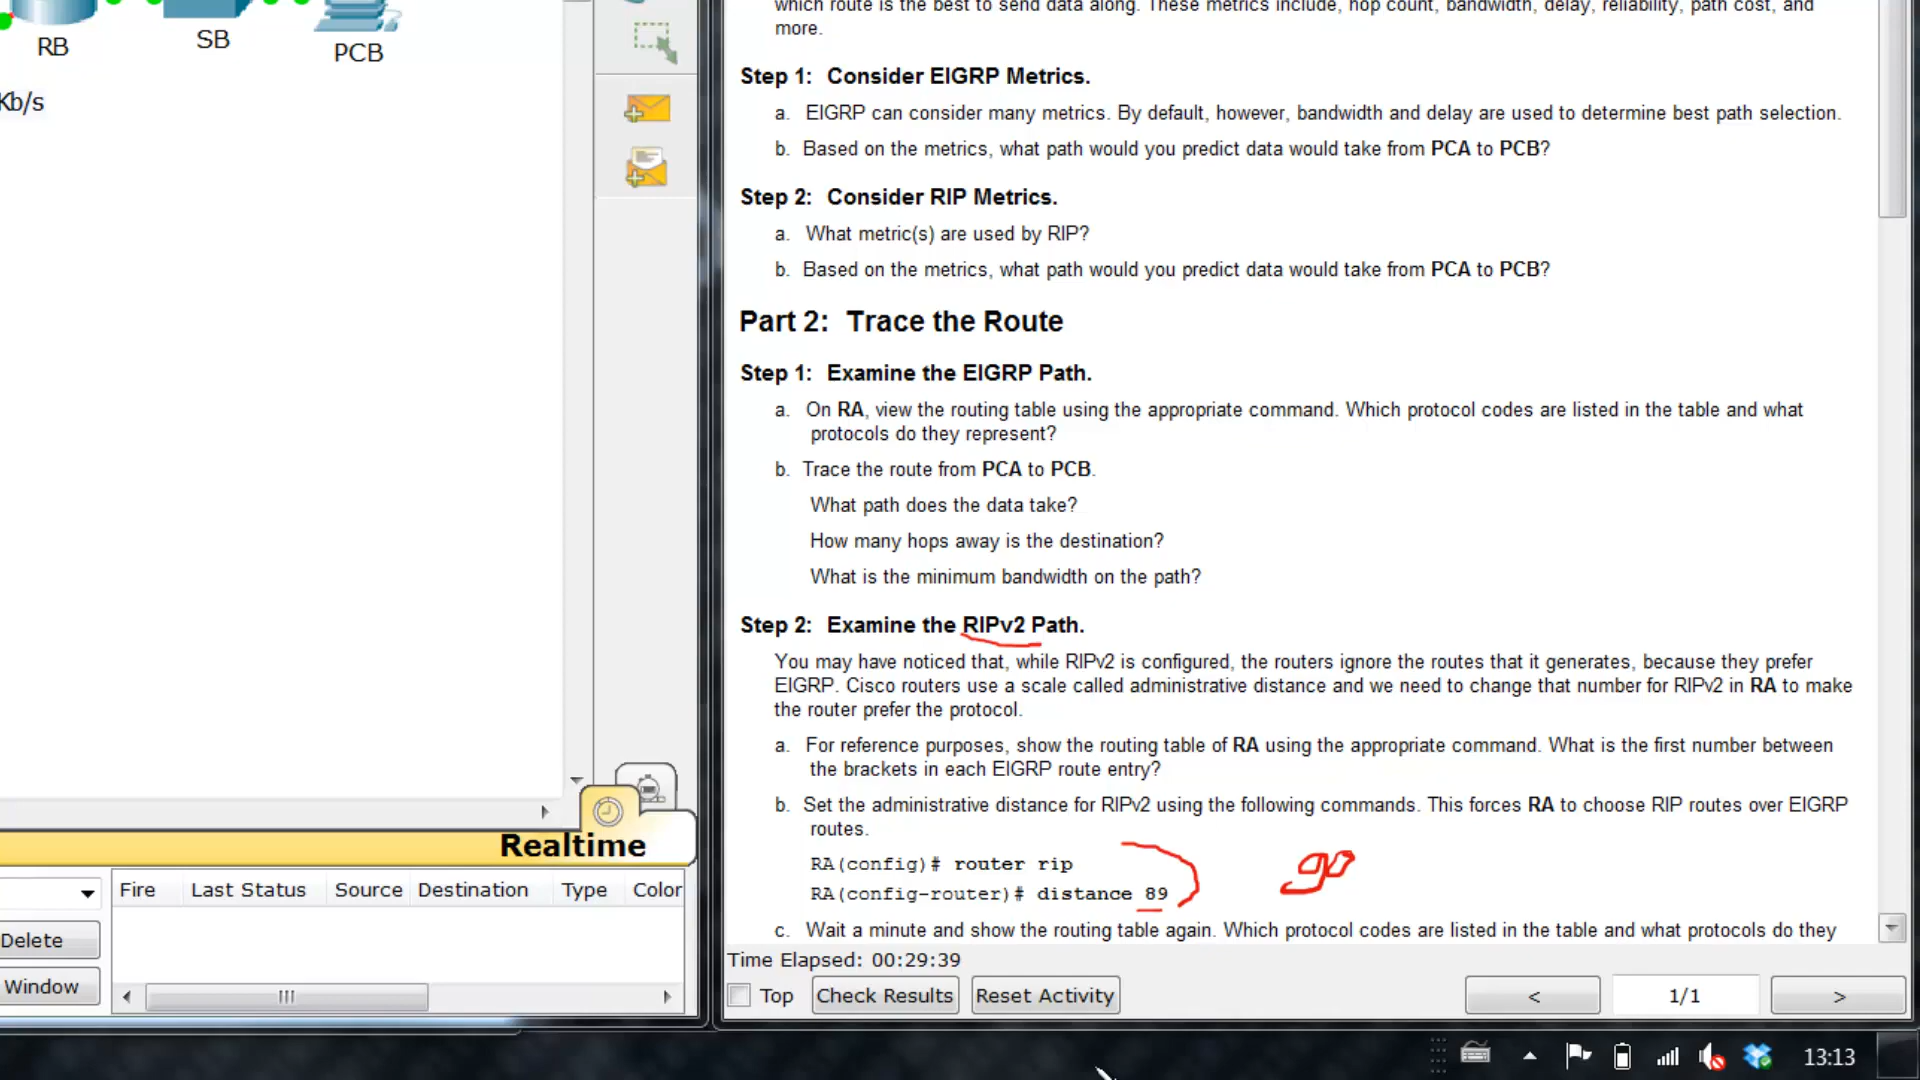 RB
SB
PCB
Kb/s
which route is the best to send data along. These metrics include, hop count, bandwidth, delay, reliability, path cost, and
more.
Step 1: Consider EIGRP Metrics.
a. EIGRP can consider many metrics. By default, however, bandwidth and delay are used to determine best path selection.
b. Based on the metrics, what path would you predict data would take from PCA to PCB?
Step 2: Consider RIP Metrics.
a. What metric(s) are used by RIP?
b. Based on the metrics, what path would you predict data would take from PCA to PCB?
Part 2: Trace the Route
Step 1: Examine the EIGRP Path.
a. On RA, view the routing table using the appropriate command. Which protocol codes are listed in the table and what
protocols do they represent?
b. Trace the route from PCA to PCB.
What path does the data take?
How many hops away is the destination?
What is the minimum bandwidth on the path?
Step 2: Examine the RIPv2 Path.
You may have noticed that, while RIPv2 is configured, the routers ignore the routes that it generates, because they prefer
EIGRP. Cisco routers use a scale called administrative distance and we need to change that number for RIPv2 in RA to make
the router prefer the protocol.
a. For reference purposes, show the routing table of RA using the appropriate command. What is the first number between
the brackets in each EIGRP route entry?
b. Set the administrative distance for RIPv2 using the following commands. This forces RA to choose RIP routes over EIGRP
routes.
RA(config)# router rip
RA(config-router)# distance 89
90
c. Wait a minute and show the routing table again. Which protocol codes are listed in the table and what protocols do they
Time Elapsed: 00:29:39
Top Check Results Reset Activity < 1/1 >
Realtime
Fire Last Status Source Destination Type Color
Delete
Window
13:13